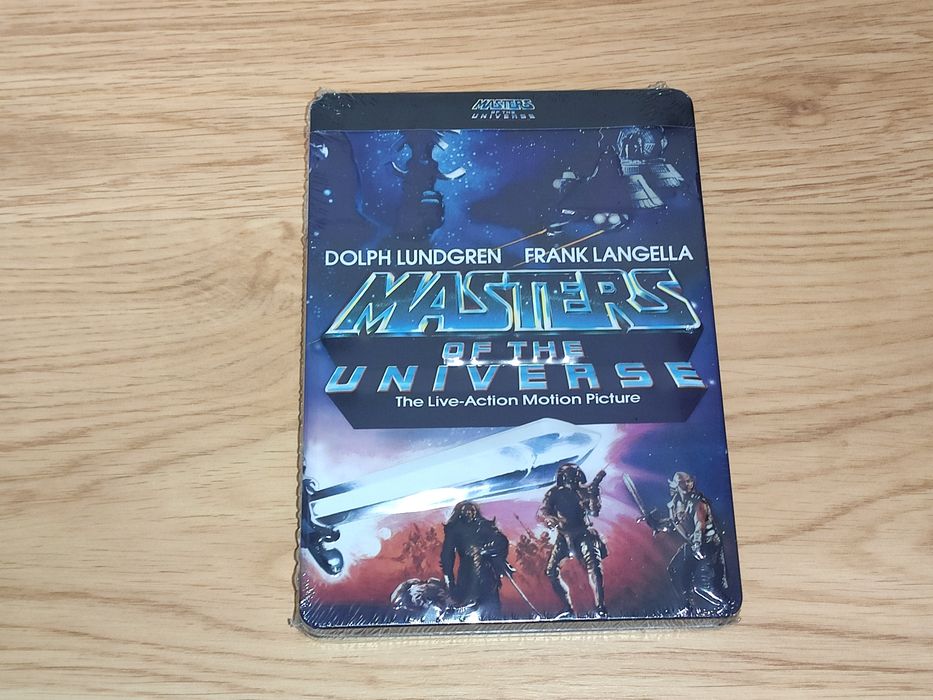 MASTERS
OF THE
UNIVERSE
DOLPH LUNDGREN FRANK LANGELLA
MASTERS
OF THE
UNIVERSE
The Live-Action Motion Picture